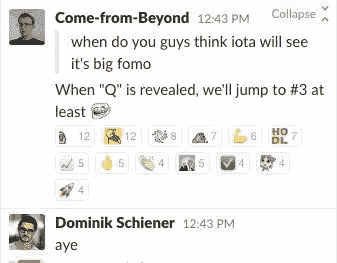 Come-from-Beyond 12:43 PM Collapse
when do you guys think iota will see
it's big fomo
When "Q" is revealed, we'll jump to #3 at
least
12 12 8 7 6 HODL 7
5 5 4 5 4 4
4
Dominik Schiener 12:43 PM
aye